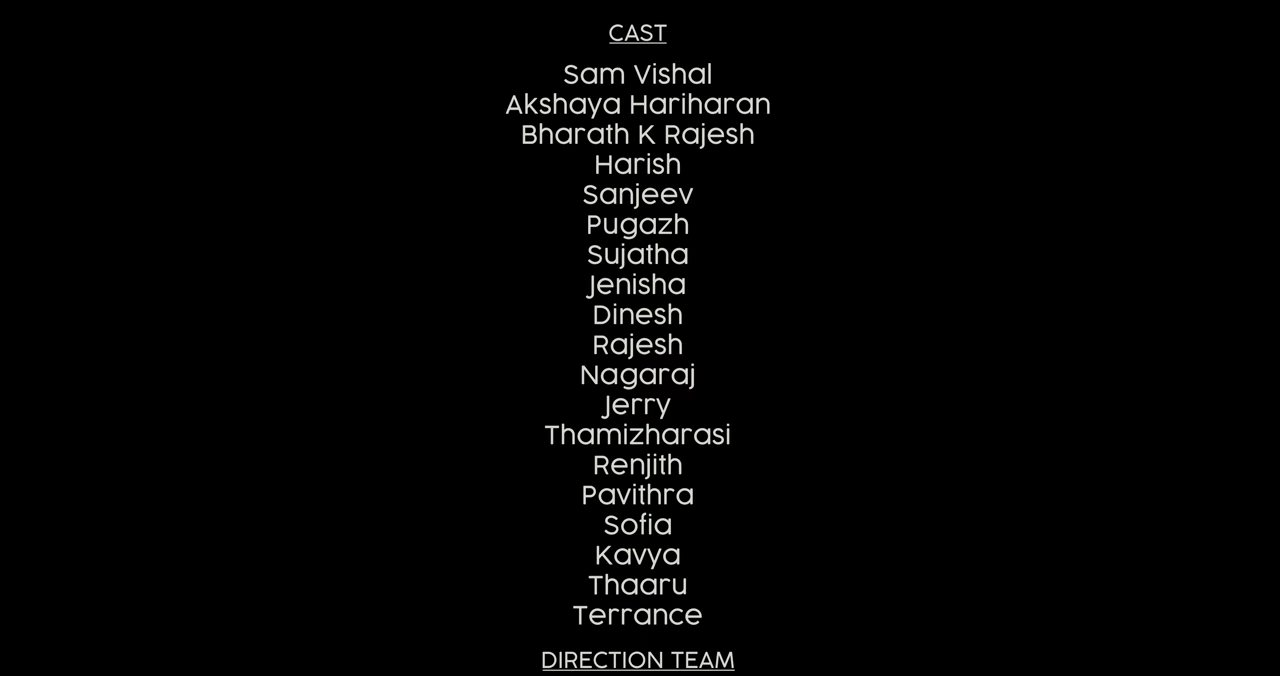 CAST
Sam Vishal
Akshaya Hariharan
Bharath K Rajesh
Harish
Sanjeev
Pugazh
Sujatha
Jenisha
Dinesh
Rajesh
Nagaraj
Jerry
Thamizharasi
Renjith
Pavithra
Sofia
Kavya
Thaaru
Terrance
DIRECTION TEAM